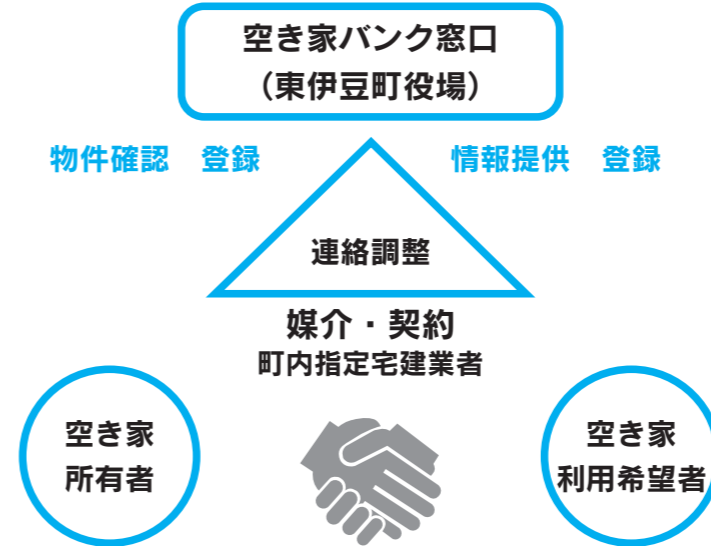 空き家バンク窓口
（東伊豆町役場）
物件確認　登録
情報提供　登録
連絡調整
媒介・契約
町内指定宅建業者
空き家
所有者
空き家
利用希望者